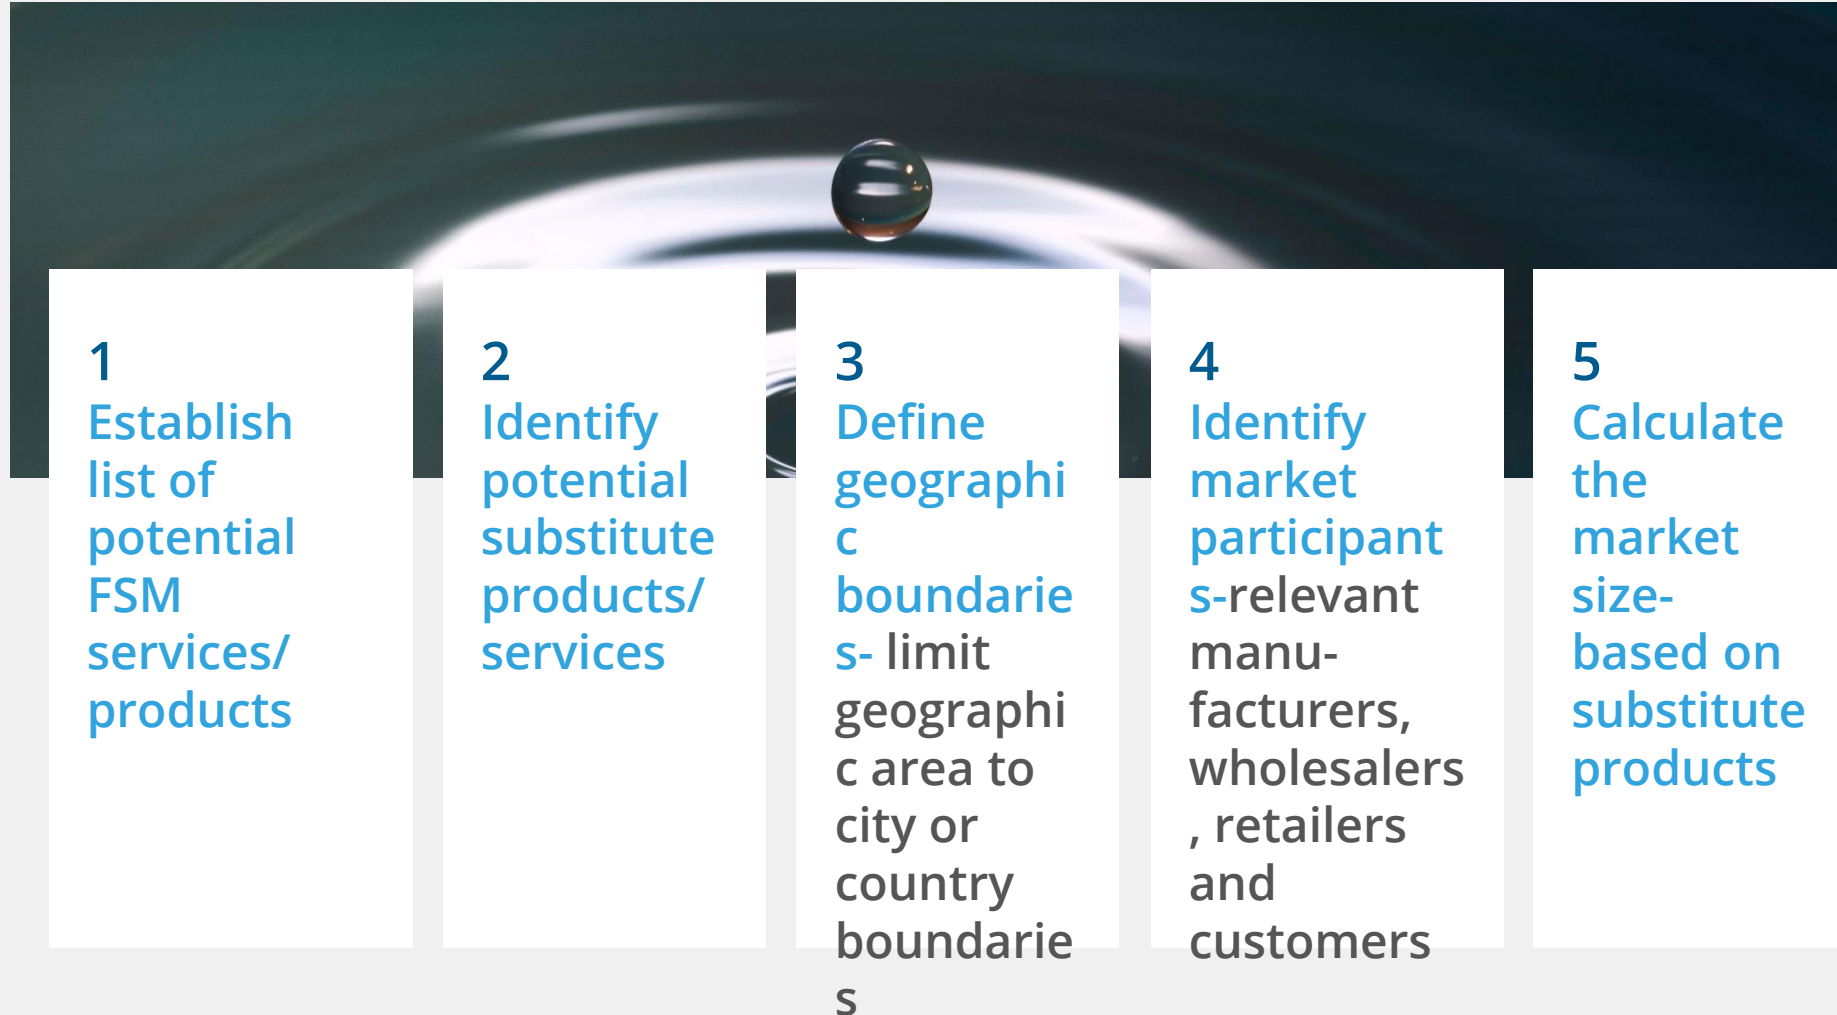 1
Establish
list of
potential
FSM
services/
products
2
Identify
potential
substitute
products/
services
3
Define
geographi
c
boundarie
s- limit
geographi
c area to
city or
country
boundarie
s
4
Identify
market
participant
s-relevant
manu-
facturers,
wholesalers
, retailers
and
customers
5
Calculate
the
market
size-
based on
substitute
products